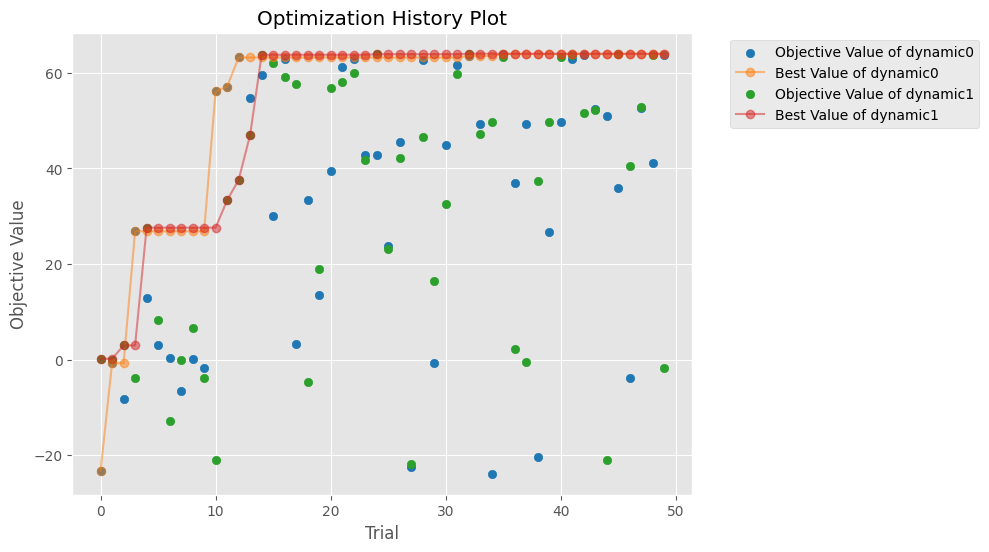 Optimization History Plot
Objective Value
60
40
20
0
−20
0 10 20 30 40 50
Trial
Objective Value of dynamic0
Best Value of dynamic0
Objective Value of dynamic1
Best Value of dynamic1